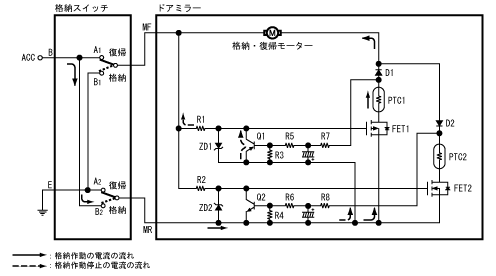 格納スイッチ
ドアミラー
ACC
B
A1
復帰
格納
B1
MF
M
格納・復帰モーター
D1
D2
PTC1
PTC2
R1
Q1
R5
R7
FET1
ZD1
R3
E
A2
復帰
格納
B2
MR
R2
Q2
R6
R8
FET2
ZD2
R4
：格納作動の電流の流れ
：格納作動停止の電流の流れ